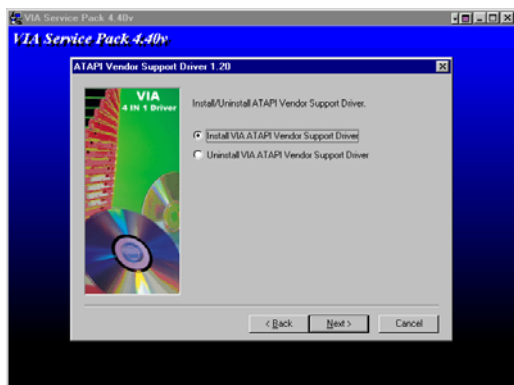 VIA Service Pack 4.40v
VIA Service Pack 4.40v
ATAPI Vendor Support Driver 1.20
VIA
4 IN 1 Driver
Install/Uninstall ATAPI Vendor Support Driver.
Install VIA ATAPI Vendor Support Driver
Uninstall VIA ATAPI Vendor Support Driver
< Back
Next >
Cancel